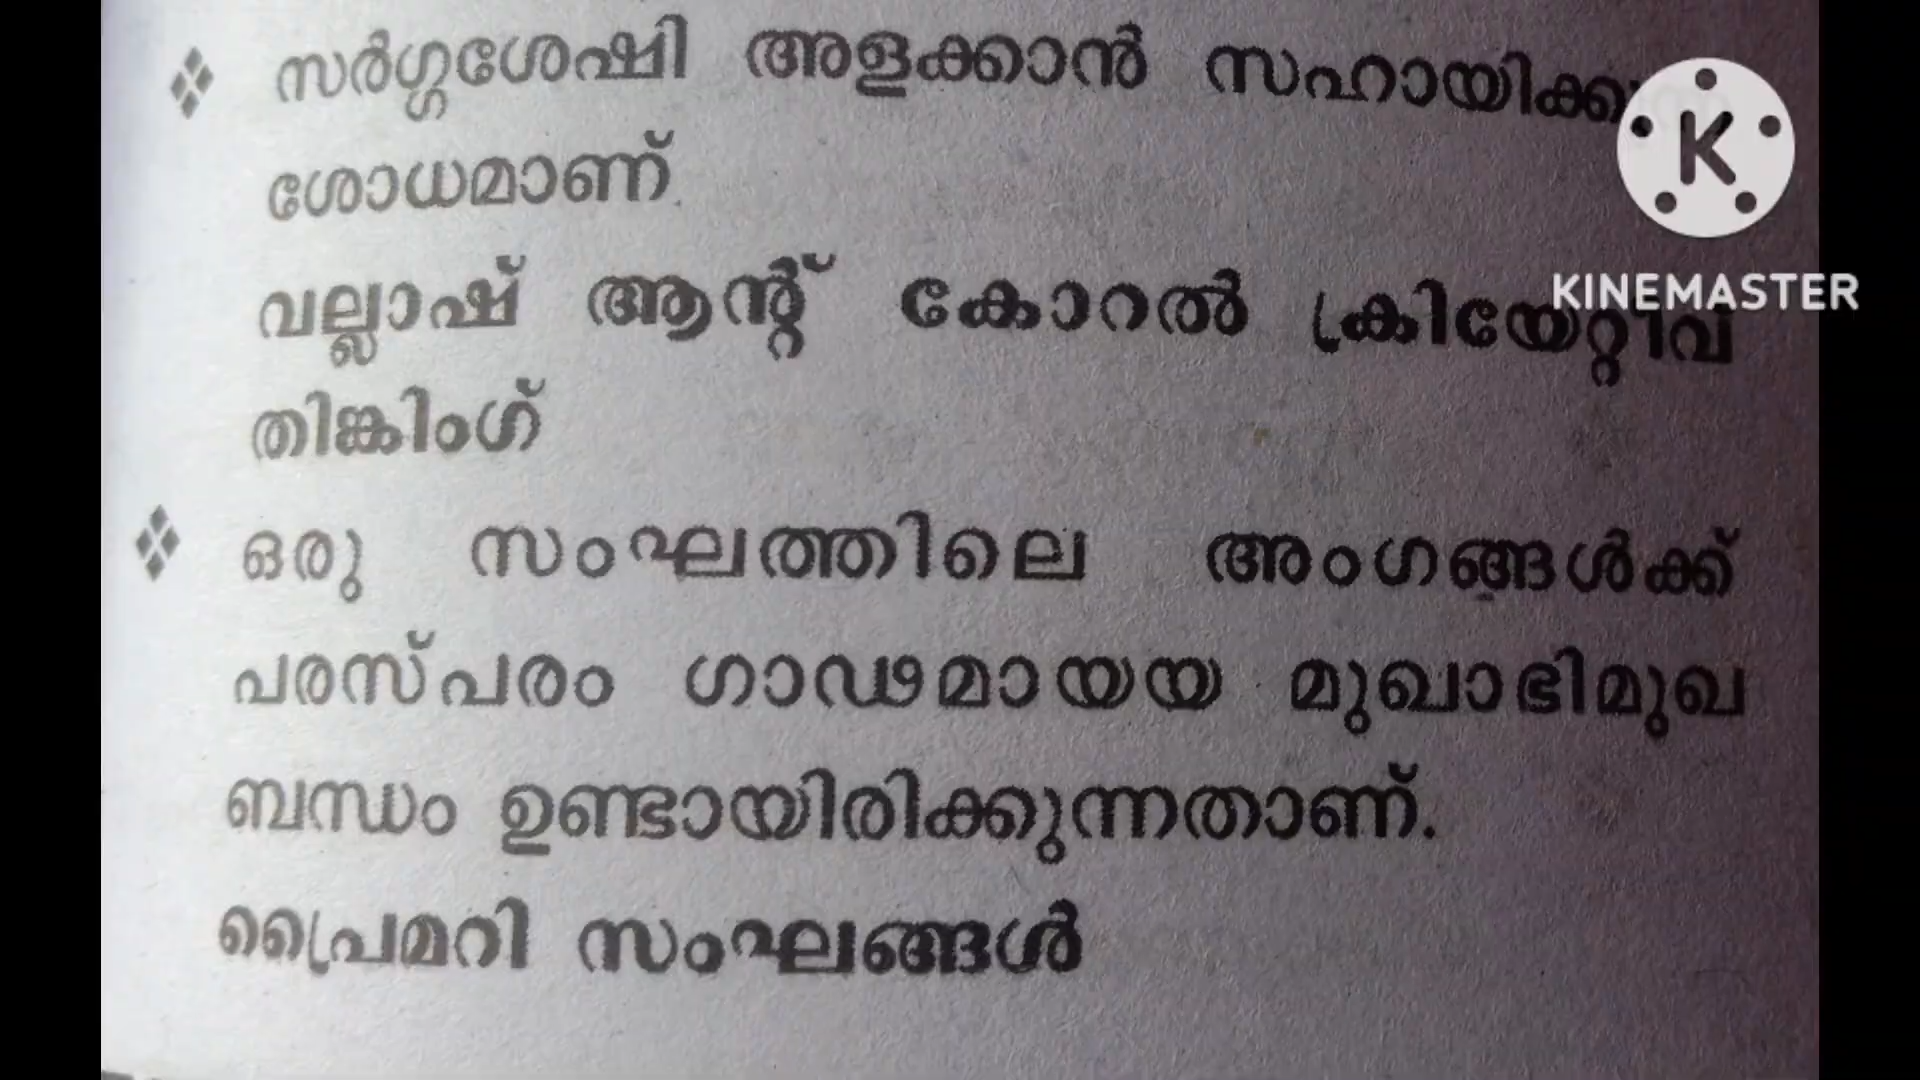 ❖ സർഗ്ഗശേഷി അളക്കാൻ
ശോധമാണ്.
വല്ലാഷ് ആന്റ് കോറൽ ക്രിയേറ്റീവ്
തിങ്കിംഗ്
❖ ഒരു സംഘത്തിലെ അംഗങ്ങൾക്ക്
പരസ്പരം ഗാഢമായയ മുഖാഭിമുഖ
ബന്ധം ഉണ്ടായിരിക്കുന്നതാണ്.
പ്രൈമറി സംഘങ്ങൾ
K
KINEMASTER